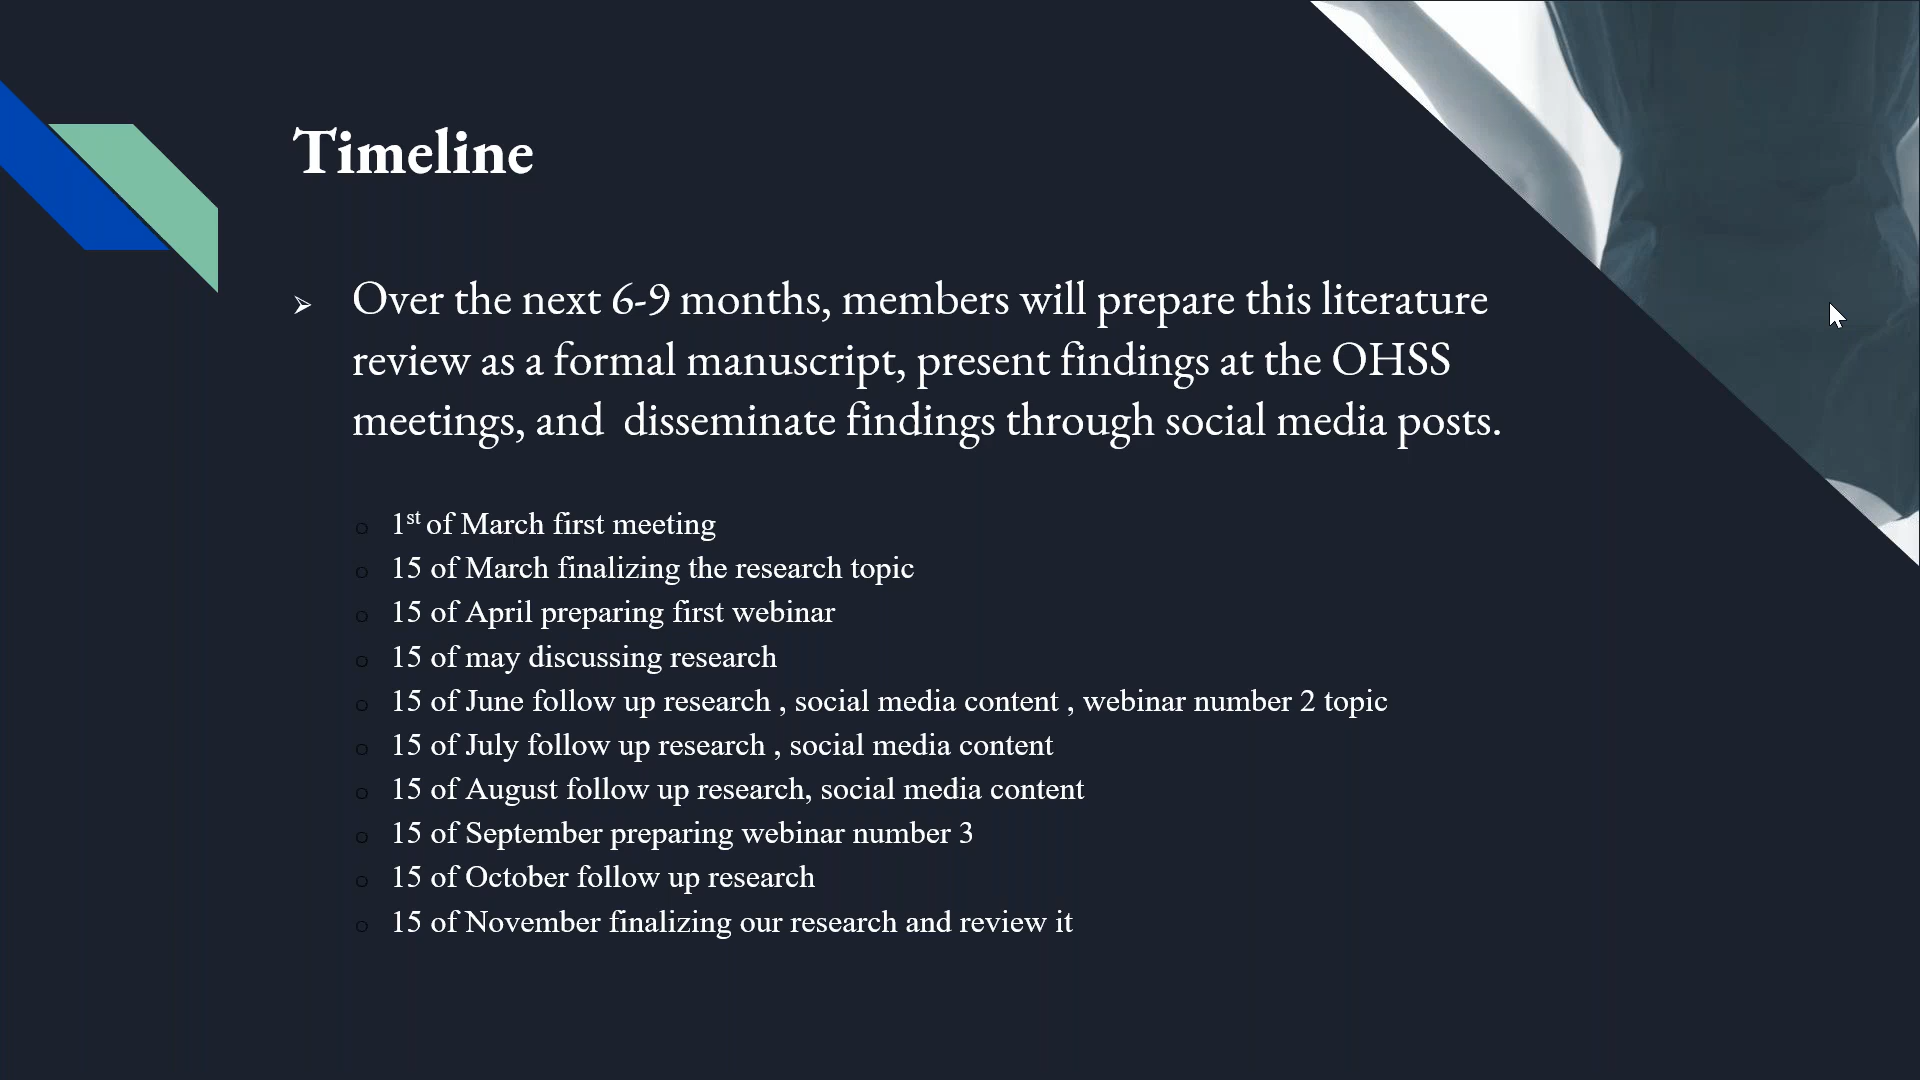 Timeline
➢ Over the next 6-9 months, members will prepare this literature
review as a formal manuscript, present findings at the OHSS
meetings, and  disseminate findings through social media posts.
○ 1st of March first meeting
○ 15 of March finalizing the research topic
○ 15 of April preparing first webinar
○ 15 of may discussing research
○ 15 of June follow up research , social media content , webinar number 2 topic
○ 15 of July follow up research , social media content
○ 15 of August follow up research, social media content
○ 15 of September preparing webinar number 3
○ 15 of October follow up research
○ 15 of November finalizing our research and review it